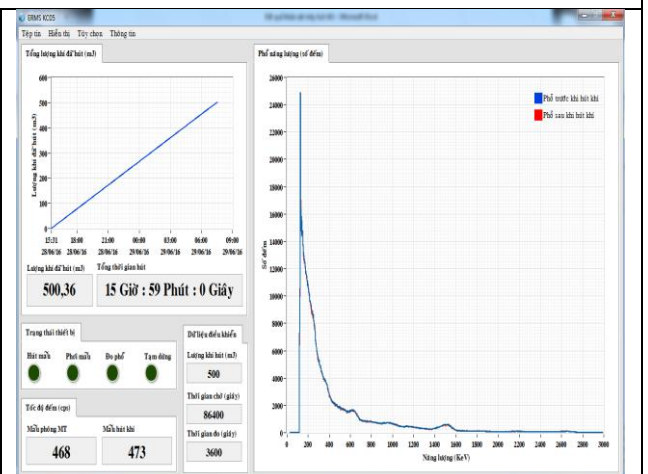 ERMS KC05
Tệp tin Hiển thị Tùy chọn Thông tin
Tổng lượng khí đã hút (m3)
Lượng khí đã hút (m3)
600
500
400
300
200
100
0
15:31 18:00 21:00 00:00 03:00 06:00 09:00
28/06/16 28/06/16 28/06/16 29/06/16 29/06/16 29/06/16 29/06/16
Lượng khí đã hút (m3) Tổng thời gian hút
500,36 15 Giờ : 59 Phút : 0 Giây
Trạng thái thiết bị
Hút mẫu Phơi mẫu Đo phổ Tạm dừng
Tốc độ đếm (cps)
Mẫu phông MT Mẫu hút khí
468 473
Dữ liệu điều khiển
Lượng khí hút (m3)
500
Thời gian chờ (giây)
86400
Thời gian đo (giây)
3600
Phổ năng lượng (số đếm)
Phổ trước khi hút khí
Phổ sau khi hút khí
Số đếm
26000
24000
22000
20000
18000
16000
14000
12000
10000
8000
6000
4000
2000
0
0 200 400 600 800 1000 1200 1400 1600 1800 2000 2200 2400 2600 2800 3000
Năng lượng (KeV)